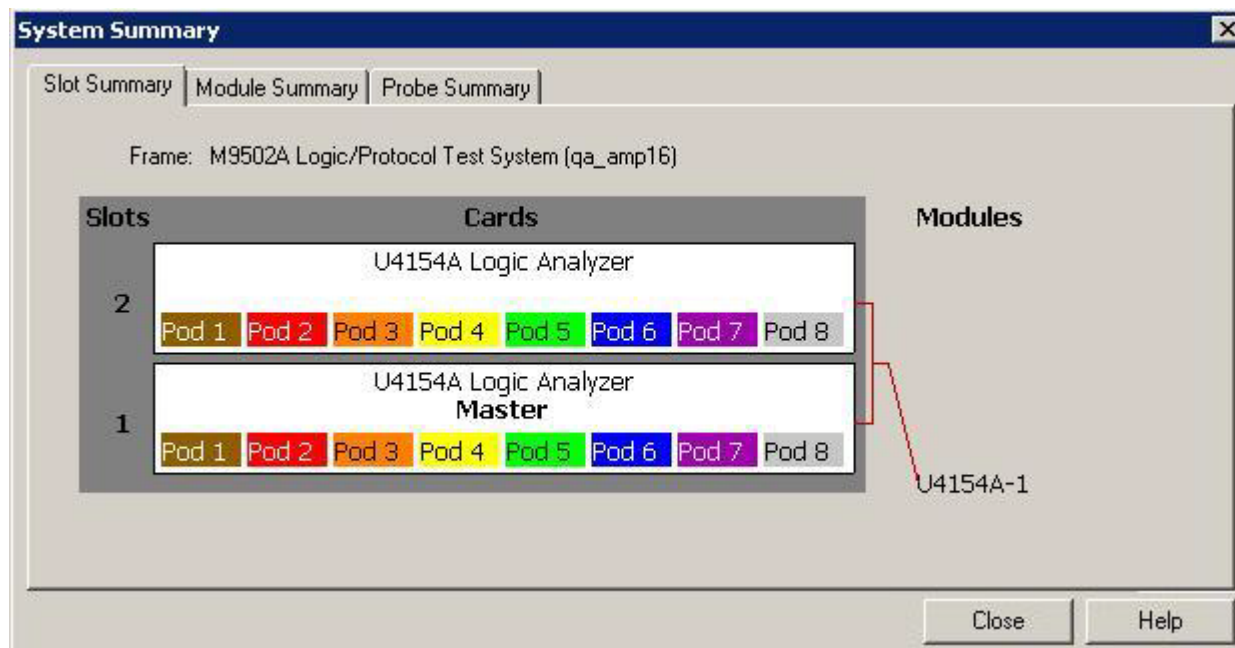 System Summary
Slot Summary Module Summary Probe Summary
Frame: M9502A Logic/Protocol Test System (qa_amp16)
Slots Cards Modules
U4154A Logic Analyzer
2
Pod 1 Pod 2 Pod 3 Pod 4 Pod 5 Pod 6 Pod 7 Pod 8
U4154A Logic Analyzer
Master
1
Pod 1 Pod 2 Pod 3 Pod 4 Pod 5 Pod 6 Pod 7 Pod 8
U4154A-1
Close Help